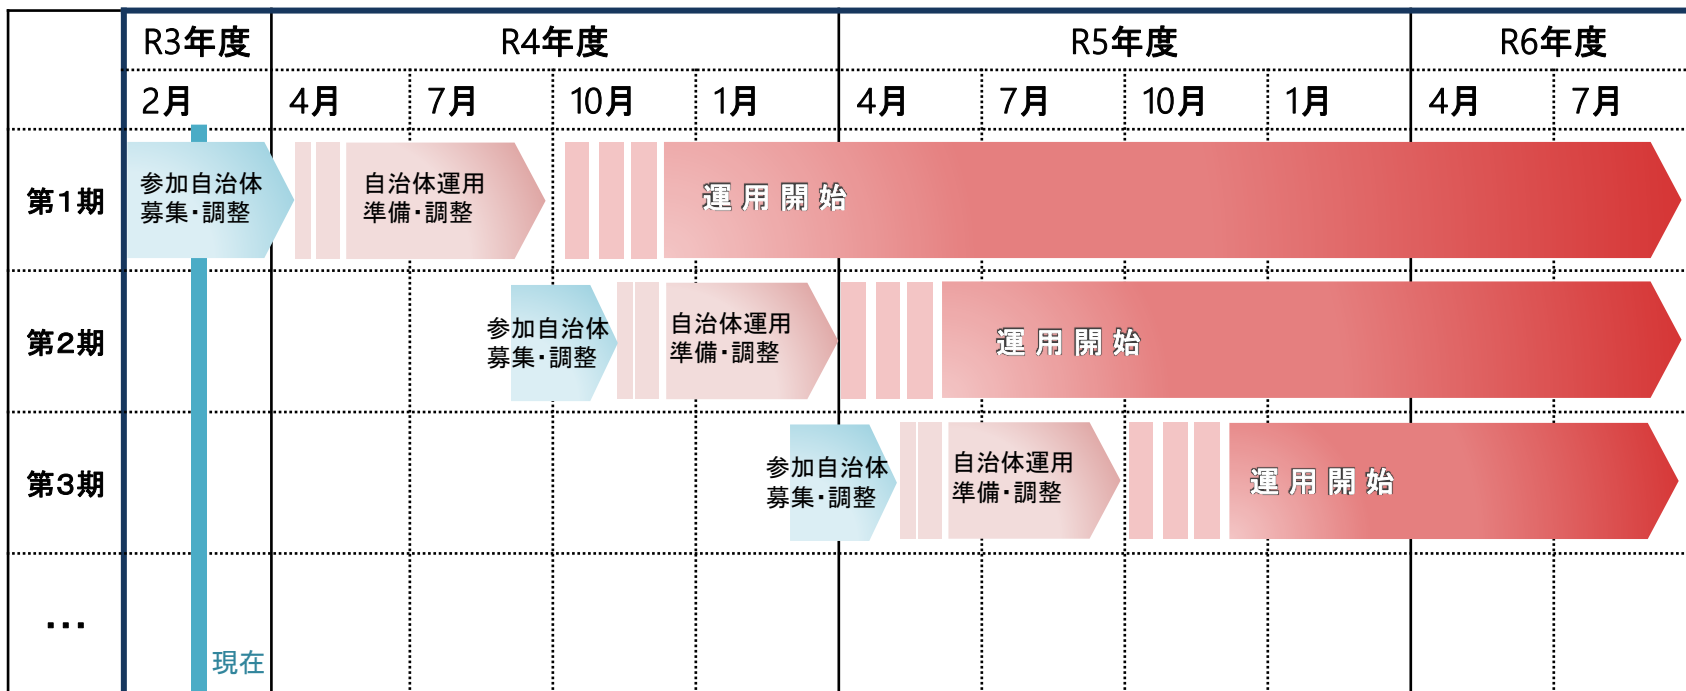 R3年度 R4年度 R5年度 R6年度
2月 4月 7月 10月 1月 4月 7月 10月 1月 4月 7月
第1期
参加自治体
募集・調整
自治体運用
準備・調整
運用開始
第2期
参加自治体
募集・調整
自治体運用
準備・調整
運用開始
第3期
参加自治体
募集・調整
自治体運用
準備・調整
運用開始
…
現在